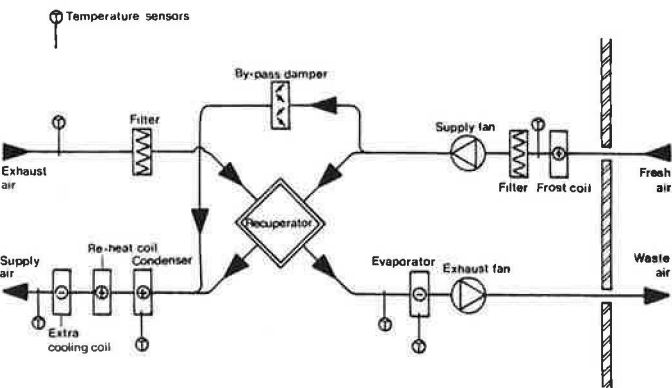 Temperature sensors
By-pass damper
Filter
Supply fan
Exhaust
air
Filter
Frost coil
Fresh
air
Recuperator
Supply
air
Re-heat coil
Condenser
Evaporator
Exhaust fan
Waste
air
Extra
cooling coil